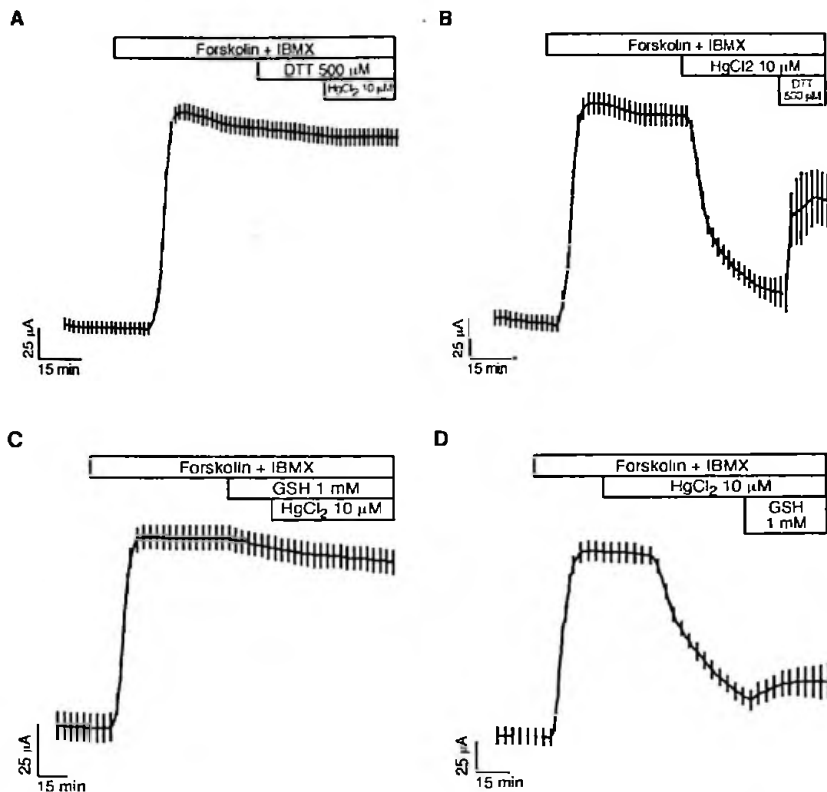 A
Forskolin + IBMX
DTT 500 µM
HgCl₂ 10 µM
25 µA
15 min
B
Forskolin + IBMX
HgCl2 10 µM
DTT
500 µM
25 µA
15 min
C
Forskolin + IBMX
GSH 1 mM
HgCl₂ 10 µM
25 µA
15 min
D
Forskolin + IBMX
HgCl₂ 10 µM
GSH
1 mM
25 µA
15 min